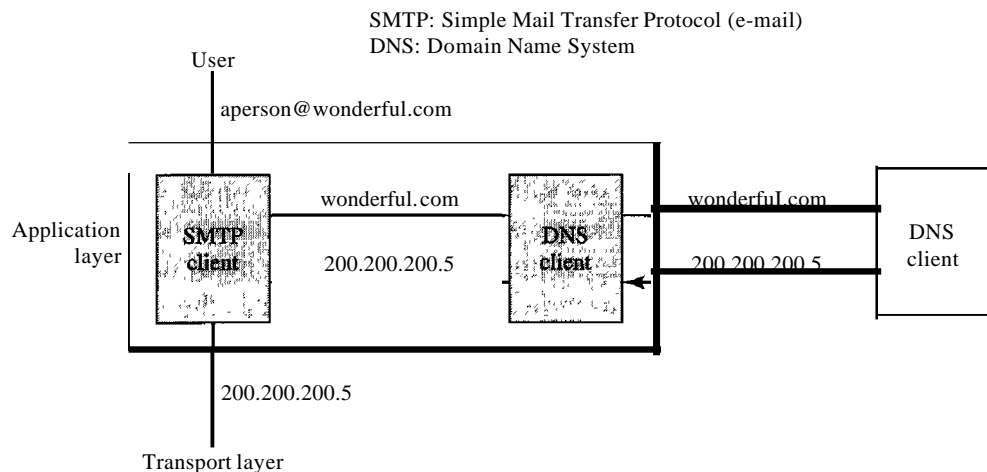 SMTP: Simple Mail Transfer Protocol (e-mail)
DNS: Domain Name System
User
aperson@wonderful.com
wonderful.com
wonderfuI.com
Application
layer
SMTP
client
DNS
client
DNS
client
200.200.200.5
200.200.200.5
200.200.200.5
Transport layer